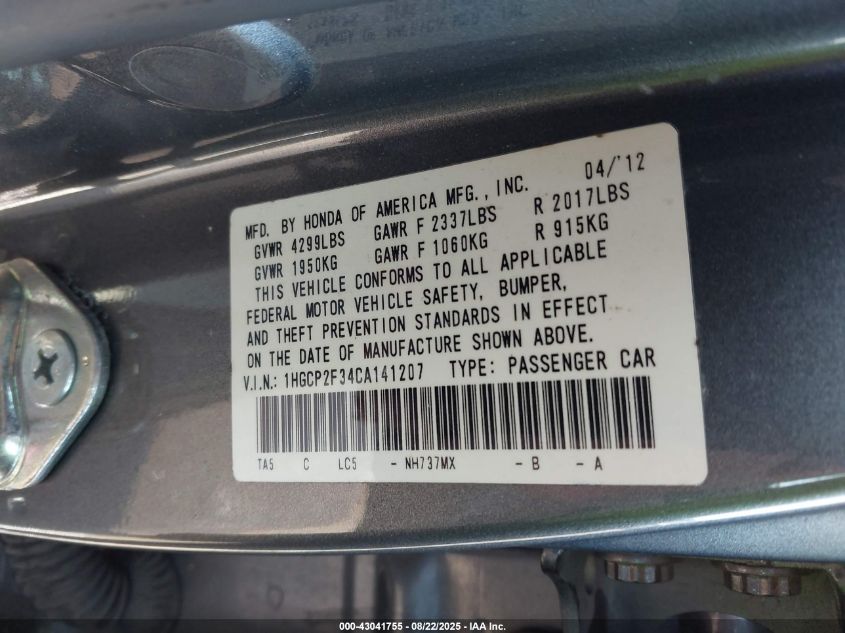 MFD. BY HONDA OF AMERICA MFG., INC. 04/'12
GVWR 4299LBS GAWR F 2337LBS R 2017LBS
GVWR 1950KG GAWR F 1060KG R 915KG
THIS VEHICLE CONFORMS TO ALL APPLICABLE
FEDERAL MOTOR VEHICLE SAFETY, BUMPER,
AND THEFT PREVENTION STANDARDS IN EFFECT
ON THE DATE OF MANUFACTURE SHOWN ABOVE.
V.I.N.: 1HGCP2F34CA141207 TYPE: PASSENGER CAR
TA5 C LC5 - NH737MX - B - A
000-43041755 - 08/22/2025 - IAA Inc.